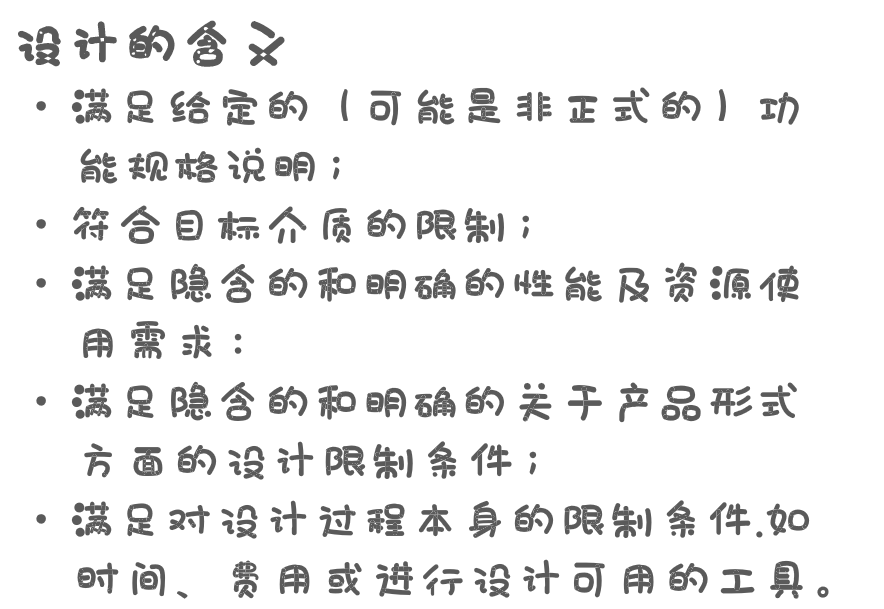 设计的含义
• 满足给定的（可能是非正式的）功
能规格说明；
• 符合目标介质的限制；
• 满足隐含的和明确的性能及资源使
用需求：
• 满足隐含的和明确的关于产品形式
方面的设计限制条件；
• 满足对设计过程本身的限制条件.如
时间、费用或进行设计可用的工具。